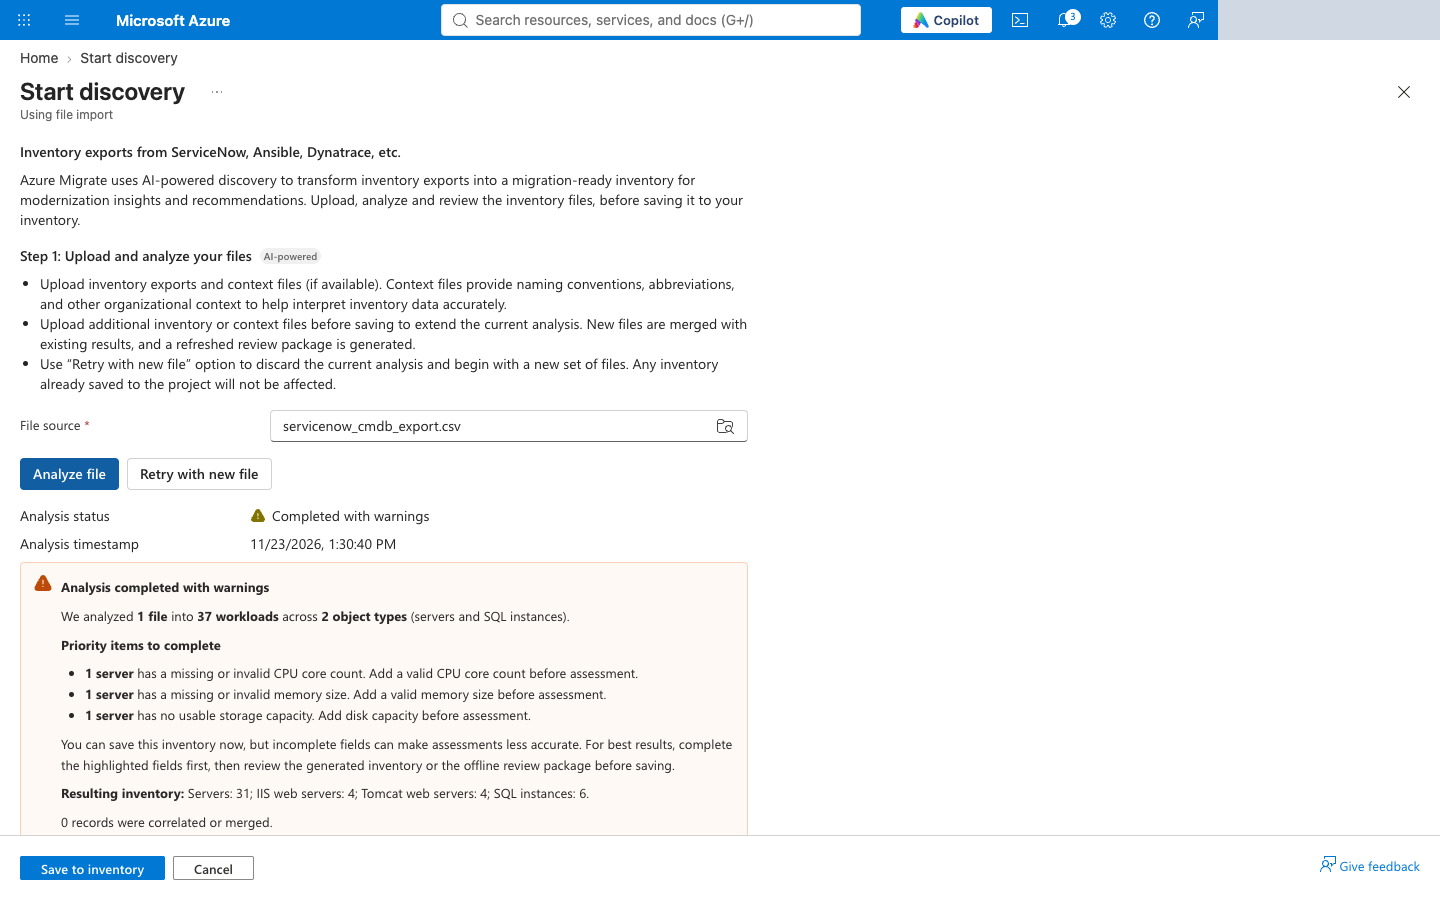 Microsoft Azure
Search resources, services, and docs (G+/)
Copilot
3
Home › Start discovery
Start discovery ···
Using file import
Inventory exports from ServiceNow, Ansible, Dynatrace, etc.
Azure Migrate uses AI-powered discovery to transform inventory exports into a migration-ready inventory for
modernization insights and recommendations. Upload, analyze and review the inventory files, before saving it to your
inventory.
Step 1: Upload and analyze your files AI-powered
• Upload inventory exports and context files (if available). Context files provide naming conventions, abbreviations,
and other organizational context to help interpret inventory data accurately.
• Upload additional inventory or context files before saving to extend the current analysis. New files are merged with
existing results, and a refreshed review package is generated.
• Use “Retry with new file” option to discard the current analysis and begin with a new set of files. Any inventory
already saved to the project will not be affected.
File source *
servicenow_cmdb_export.csv
Analyze file
Retry with new file
Analysis status
Completed with warnings
Analysis timestamp
11/23/2026, 1:30:40 PM
Analysis completed with warnings
We analyzed 1 file into 37 workloads across 2 object types (servers and SQL instances).
Priority items to complete
• 1 server has a missing or invalid CPU core count. Add a valid CPU core count before assessment.
• 1 server has a missing or invalid memory size. Add a valid memory size before assessment.
• 1 server has no usable storage capacity. Add disk capacity before assessment.
You can save this inventory now, but incomplete fields can make assessments less accurate. For best results, complete
the highlighted fields first, then review the generated inventory or the offline review package before saving.
Resulting inventory: Servers: 31; IIS web servers: 4; Tomcat web servers: 4; SQL instances: 6.
0 records were correlated or merged.
Save to inventory
Cancel
Give feedback